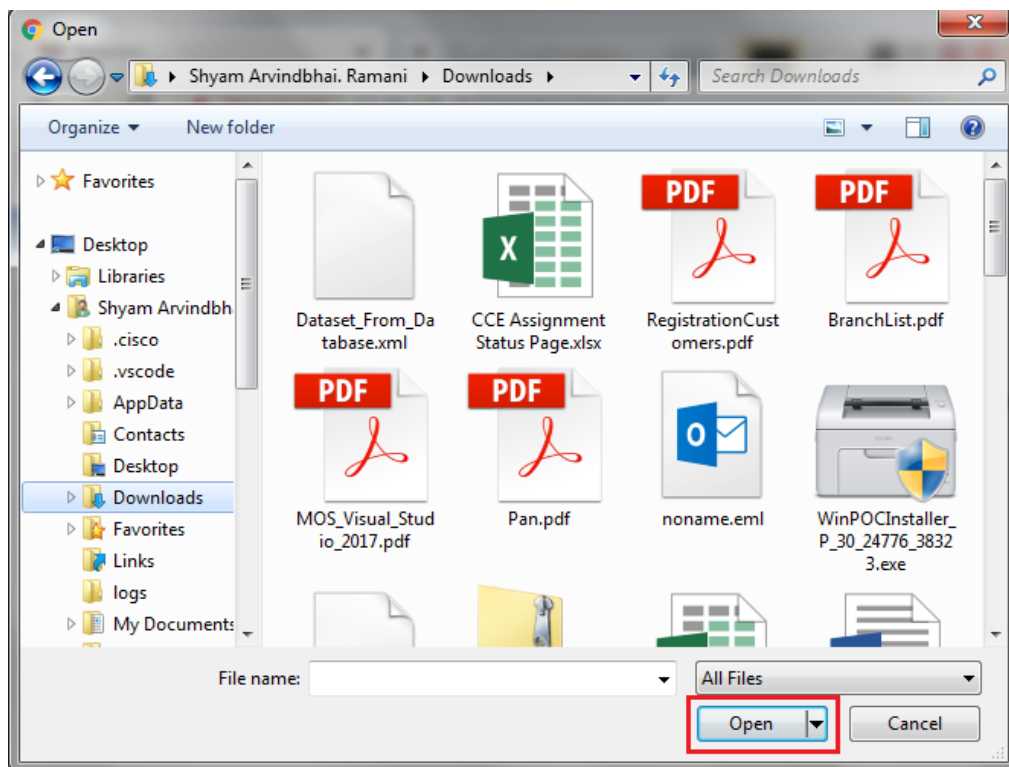 Open
Shyam Arvindbhai. Ramani Downloads
Search Downloads
Organize New folder
Favorites
Desktop
Libraries
Shyam Arvindbh
.cisco
.vscode
AppData
Contacts
Desktop
Downloads
Favorites
Links
logs
My Documents
Dataset_From_Da
tabase.xml
CCE Assignment
Status Page.xlsx
PDF
RegistrationCust
omers.pdf
PDF
BranchList.pdf
PDF
MOS_Visual_Stud
io_2017.pdf
PDF
Pan.pdf
noname.eml
WinPOCInstaller_
P_30_24776_3832
3.exe
File name:
All Files
Open
Cancel